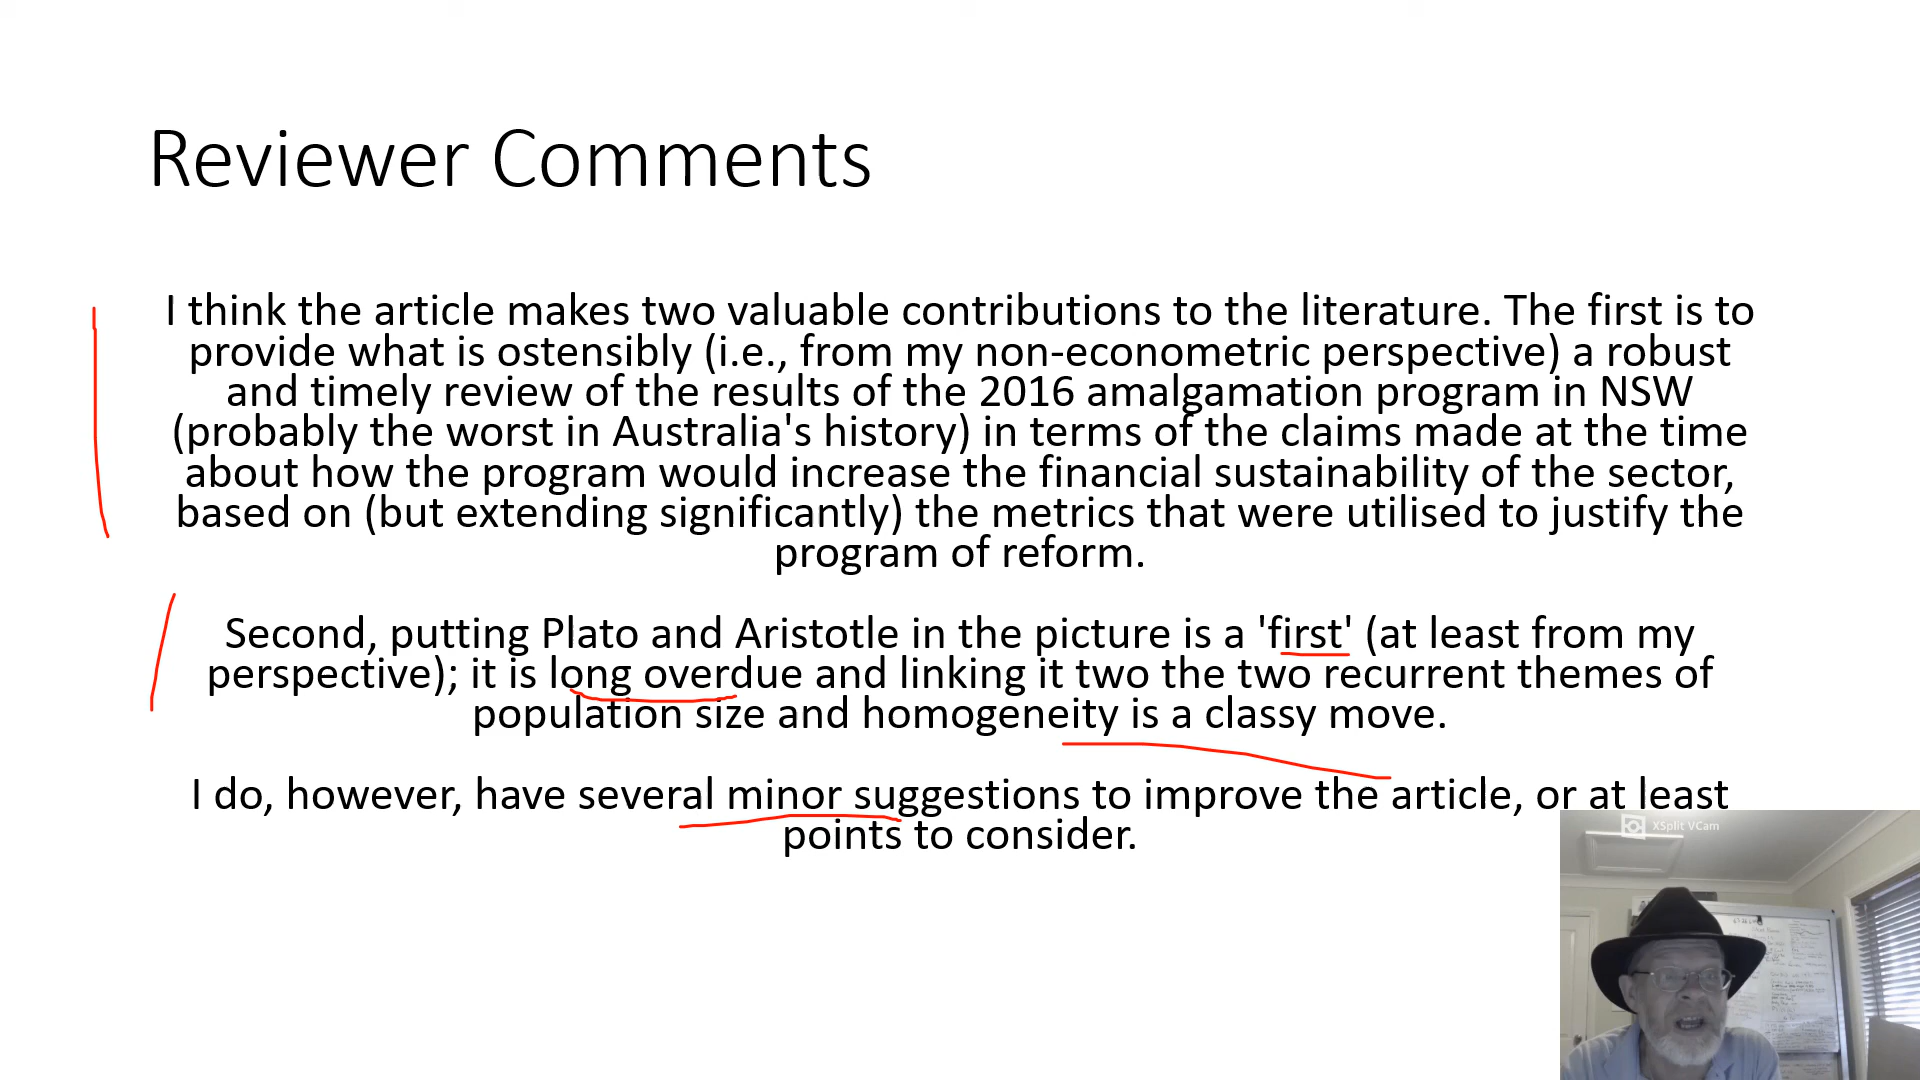 Reviewer Comments
I think the article makes two valuable contributions to the literature. The first is to
provide what is ostensibly (i.e., from my non-econometric perspective) a robust
and timely review of the results of the 2016 amalgamation program in NSW
(probably the worst in Australia's history) in terms of the claims made at the time
about how the program would increase the financial sustainability of the sector,
based on (but extending significantly) the metrics that were utilised to justify the
program of reform.
Second, putting Plato and Aristotle in the picture is a 'first' (at least from my
perspective); it is long overdue and linking it two the two recurrent themes of
population size and homogeneity is a classy move.
I do, however, have several minor suggestions to improve the article, or at least
points to consider.
XSplit VCam